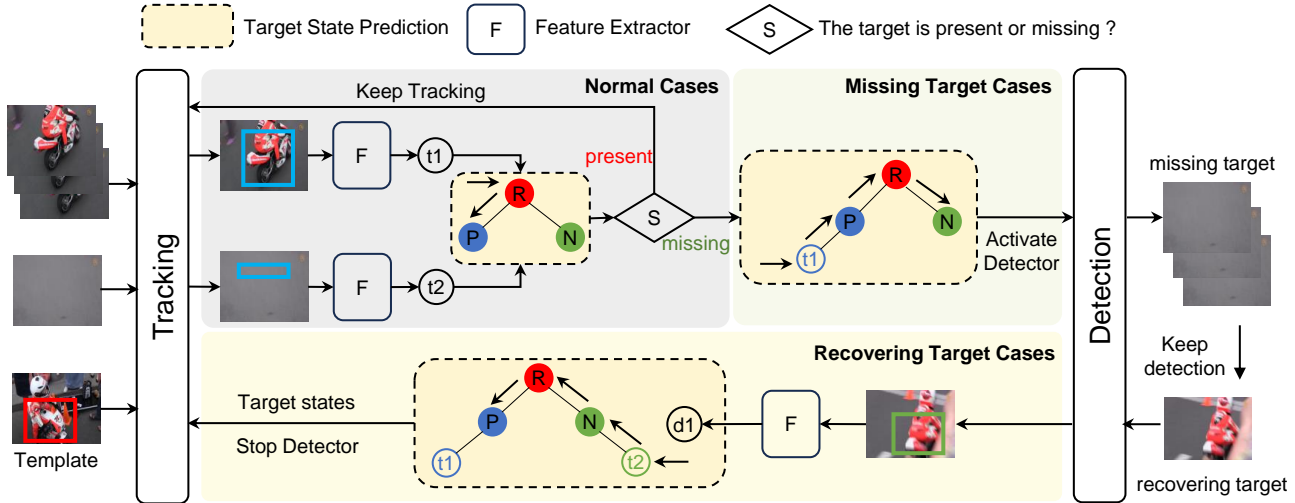 Target State Prediction
F
Feature Extractor
S
The target is present or missing ?
Normal Cases
Missing Target Cases
Keep Tracking
F
t1
present
R
P
N
S
missing
F
t2
R
P
N
t1
Activate
Detector
Tracking
Detection
missing target
Keep
detection
recovering target
Recovering Target Cases
Target states
Stop Detector
R
P
N
t1
t2
d1
F
Template